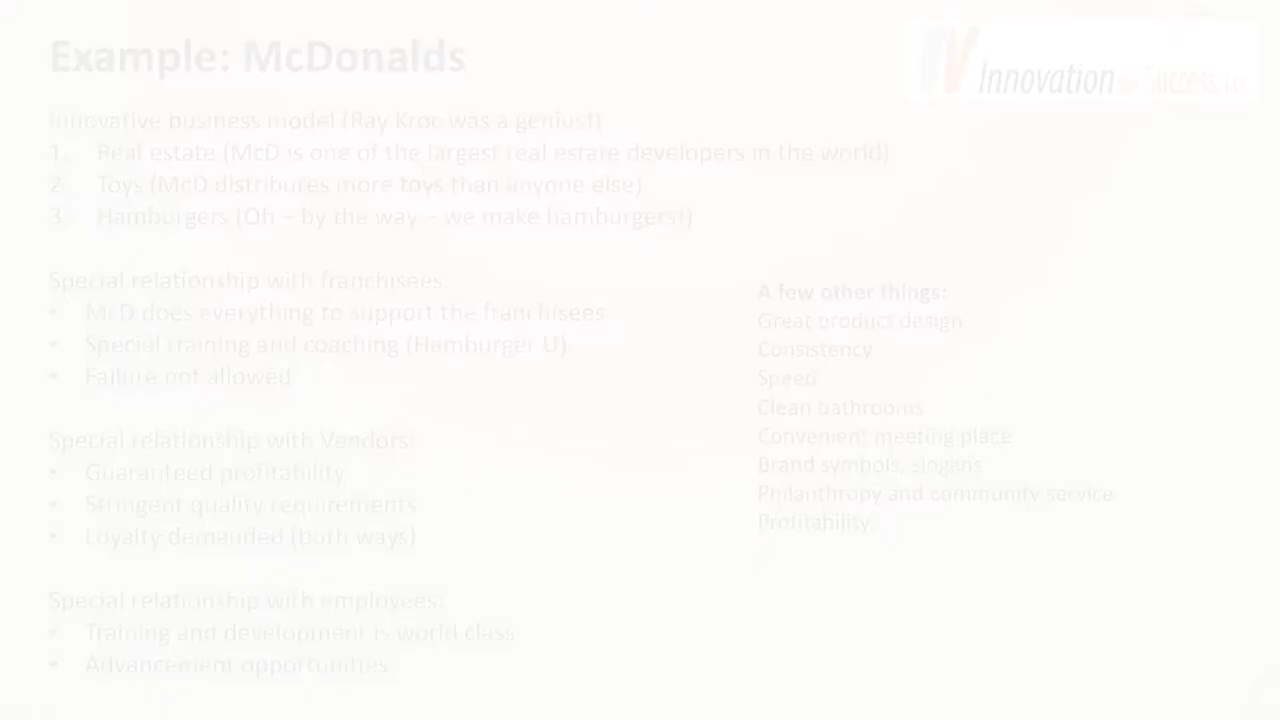 Example: McDonalds
Innovation for Success, LLC
Innovative business model (Ray Kroc was a genius!)
1. Real estate (McD is one of the largest real estate developers in the world)
2. Toys (McD distributes more toys than anyone else)
3. Hamburgers (Oh – by the way – we make hamburgers!)
Special relationship with franchisees:
• McD does everything to support the franchisees
• Special training and coaching (Hamburger U)
• Failure not allowed
Special relationship with Vendors:
• Guaranteed profitability
• Stringent quality requirements
• Loyalty demanded (both ways)
Special relationship with employees:
• Training and development is world class
• Advancement opportunities
A few other things:
Great product design
Consistency
Speed
Clean bathrooms
Convenient meeting place
Brand symbols, slogans
Philanthropy and community service
Profitability